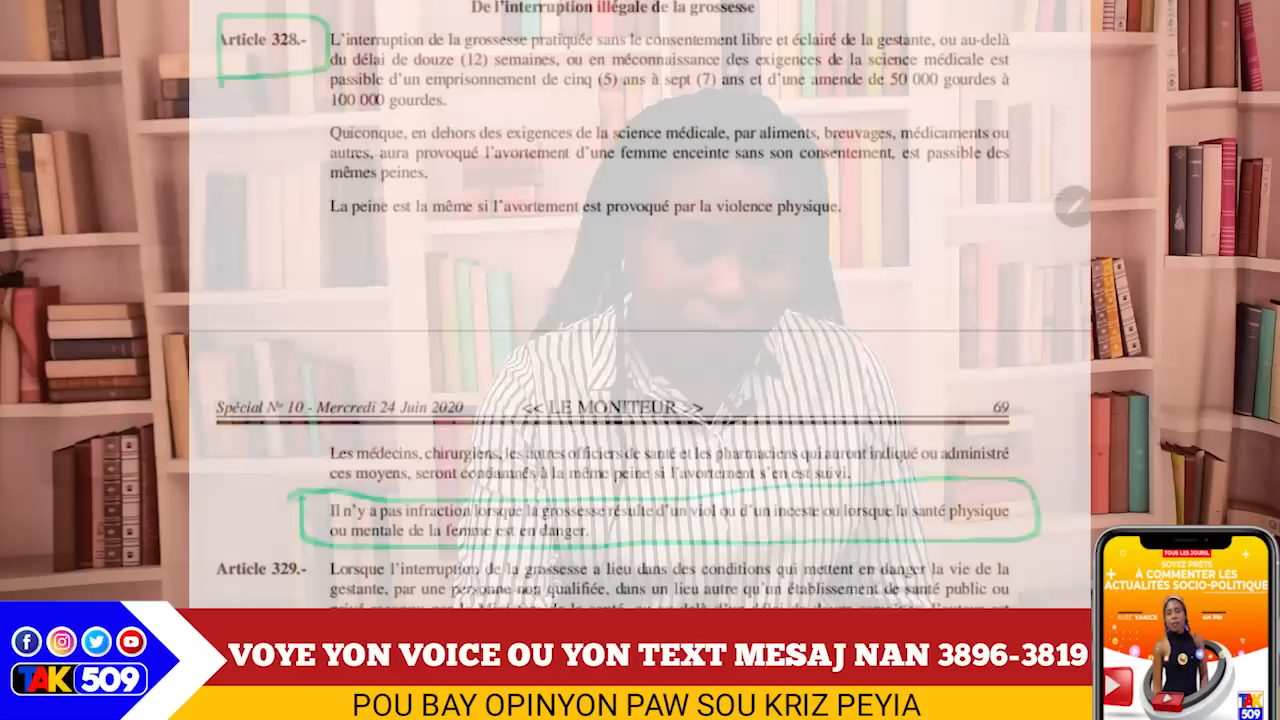 De l'interruption illégale de la grossesse
Article 328.- L'interruption de la grossesse pratiquée sans le consentement libre et éclairé de la gestante, ou au-delà
du délai de douze (12) semaines, ou en méconnaissance des exigences de la science médicale est
passible d'un emprisonnement de cinq (5) ans à sept (7) ans et d'une amende de 50 000 gourdes à
100 000 gourdes.
Quiconque, en dehors des exigences de la science médicale, par aliments, breuvages, médicaments ou
autres, aura provoqué l'avortement d'une femme enceinte sans son consentement, est passible des
mêmes peines.
La peine est la même si l'avortement est provoqué par la violence physique.
Spécial Nº 10 - Mercredi 24 Juin 2020 << LE MONITEUR >> 69
Les médecins, chirurgiens, les autres officiers de santé et les pharmaciens qui auront indiqué ou administré
ces moyens, seront condamnés à la même peine si l'avortement s'en est suivi.
Il n'y a pas infraction lorsque la grossesse résulte d'un viol ou d'un inceste ou lorsque la santé physique
ou mentale de la femme est en danger.
Article 329.- Lorsque l'interruption de la grossesse a lieu dans des conditions qui mettent en danger la vie de la
gestante, par une personne non qualifiée, dans un lieu autre qu'un établissement de santé public ou
TOUS LES JOURS,
SOYEZ PRÊTS
À COMMENTER LES
ACTUALITÉS SOCIO-POLITIQUE
AVEC YANICK
4H PM
TAK 509
VOYE YON VOICE OU YON TEXT MESAJ NAN 3896-3819
POU BAY OPINYON PAW SOU KRIZ PEYIA
TAK
509